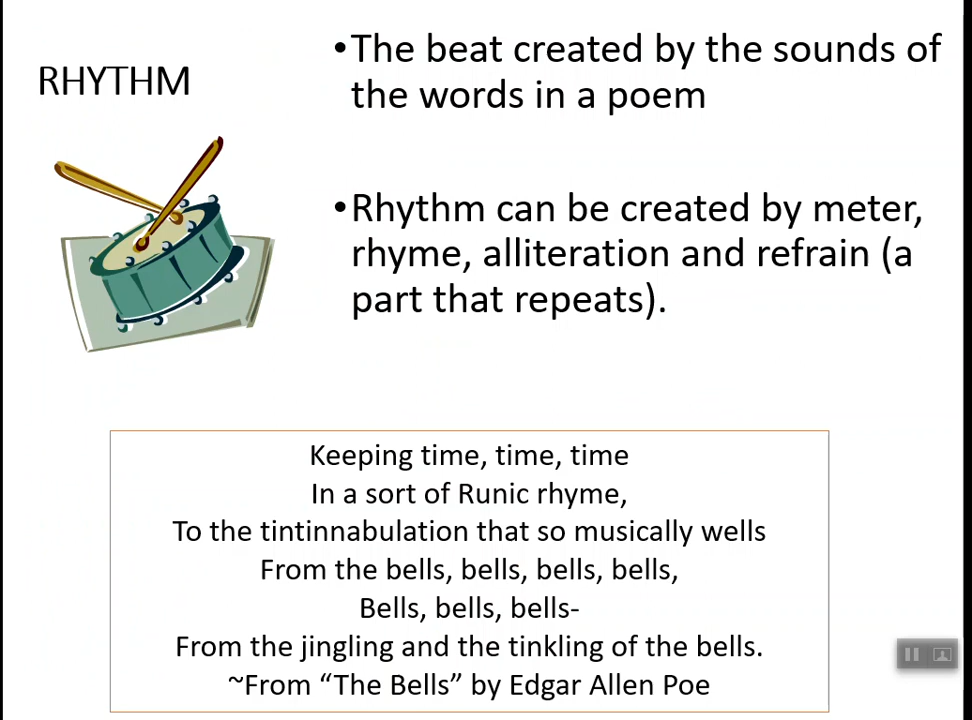 RHYTHM
•The beat created by the sounds of
the words in a poem
•Rhythm can be created by meter,
rhyme, alliteration and refrain (a
part that repeats).
Keeping time, time, time
In a sort of Runic rhyme,
To the tintinnabulation that so musically wells
From the bells, bells, bells, bells,
Bells, bells, bells-
From the jingling and the tinkling of the bells.
~From “The Bells” by Edgar Allen Poe